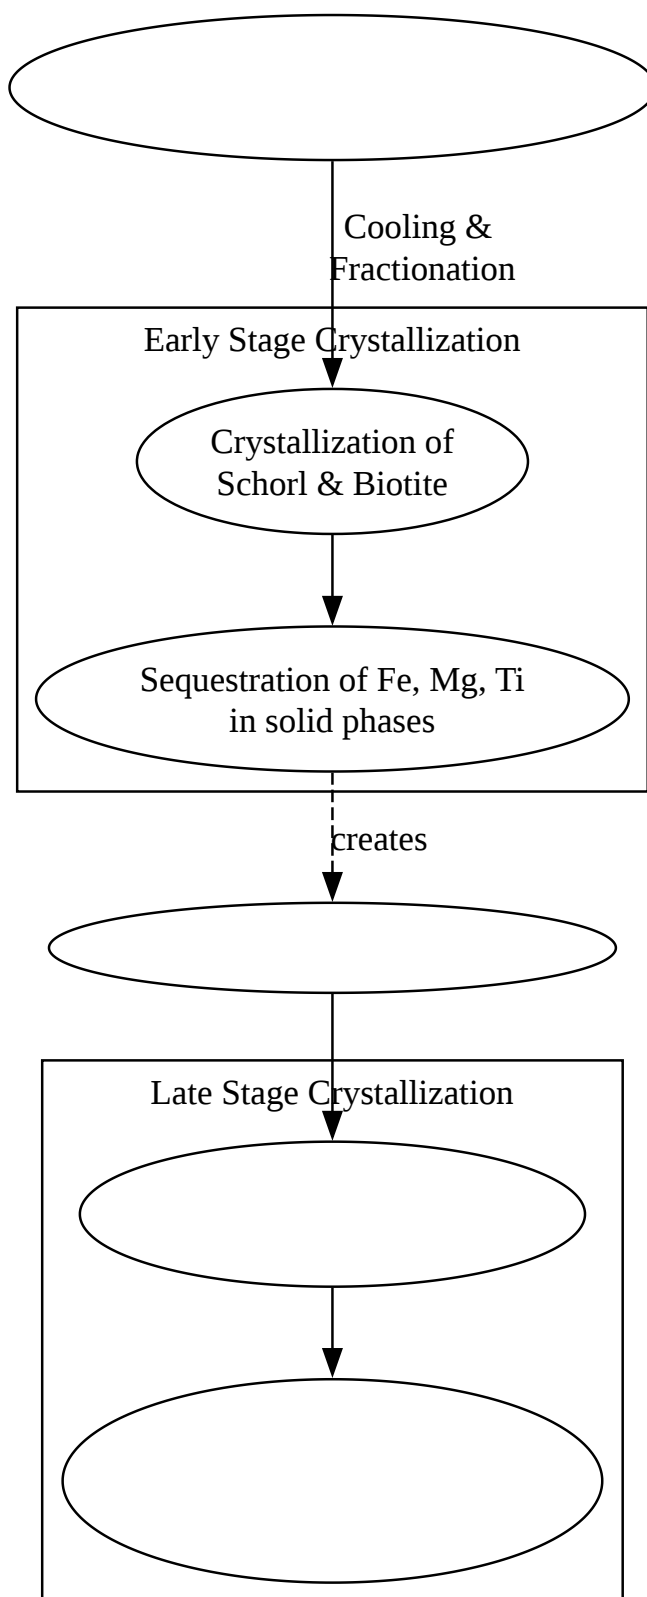 Cooling &
Fractionation
Early Stage Crystallization
Crystallization of
Schorl & Biotite
Sequestration of Fe, Mg, Ti
in solid phases
creates
Late Stage Crystallization